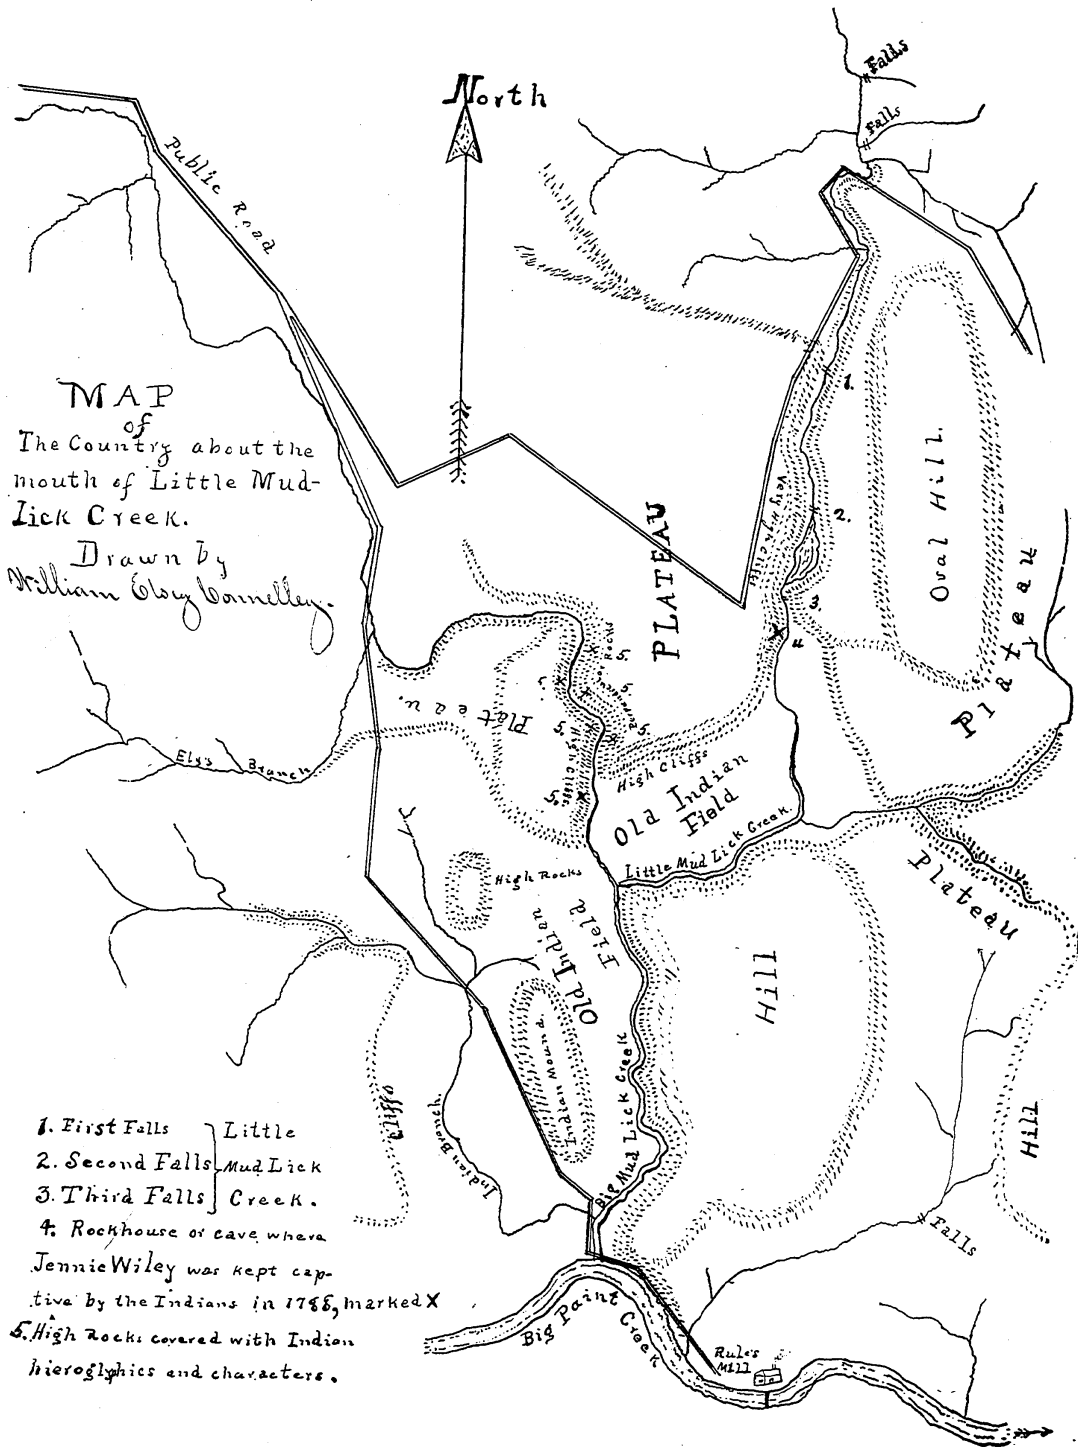 Falls
North
Falls
Public Road
MAP
of
The Country about the
mouth of Little Mud-
lick Creek.
Drawn by
William Elsey Connelley.
1.
2.
3.
4
Very High Cliffs
Oval Hill.
PLATEAU
Plateau
Plateau.
5.
5.
5.
5.
5.
High Cliffs
High Cliffs
Old Indian
Field
Ely's Branch
Little Mud Lick Creek.
High Rocks
Old Indian
Field
Plateau
Hill
Indian Mound.
Big Mud Lick Creek
Cliffs
Indian Branch.
Hill
Falls
1. First Falls
2. Second Falls
3. Third Falls
Little
Mud Lick
Creek.
4. Rockhouse or cave where
Jennie Wiley was kept cap-
tive by the Indians in 1788, marked X
5. High Rocks covered with Indian
hieroglyphics and characters.
Big Paint
Creek
Rule's
Mill